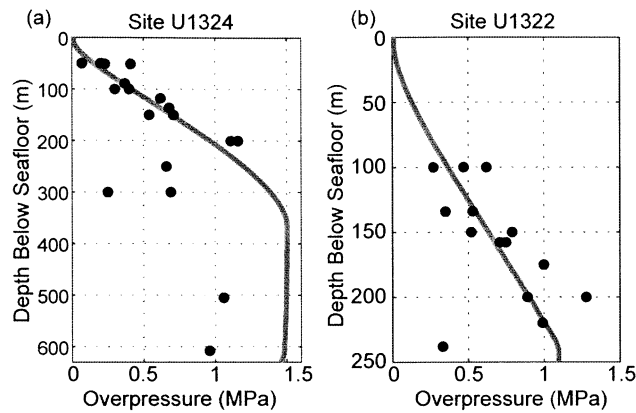 (a)
Site U1324
0
100
200
300
400
500
600
Depth Below Seafloor (m)
0
0.5
1
1.5
Overpressure (MPa)
(b)
Site U1322
0
50
100
150
200
250
Depth Below Seafloor (m)
0
0.5
1
1.5
Overpressure (MPa)